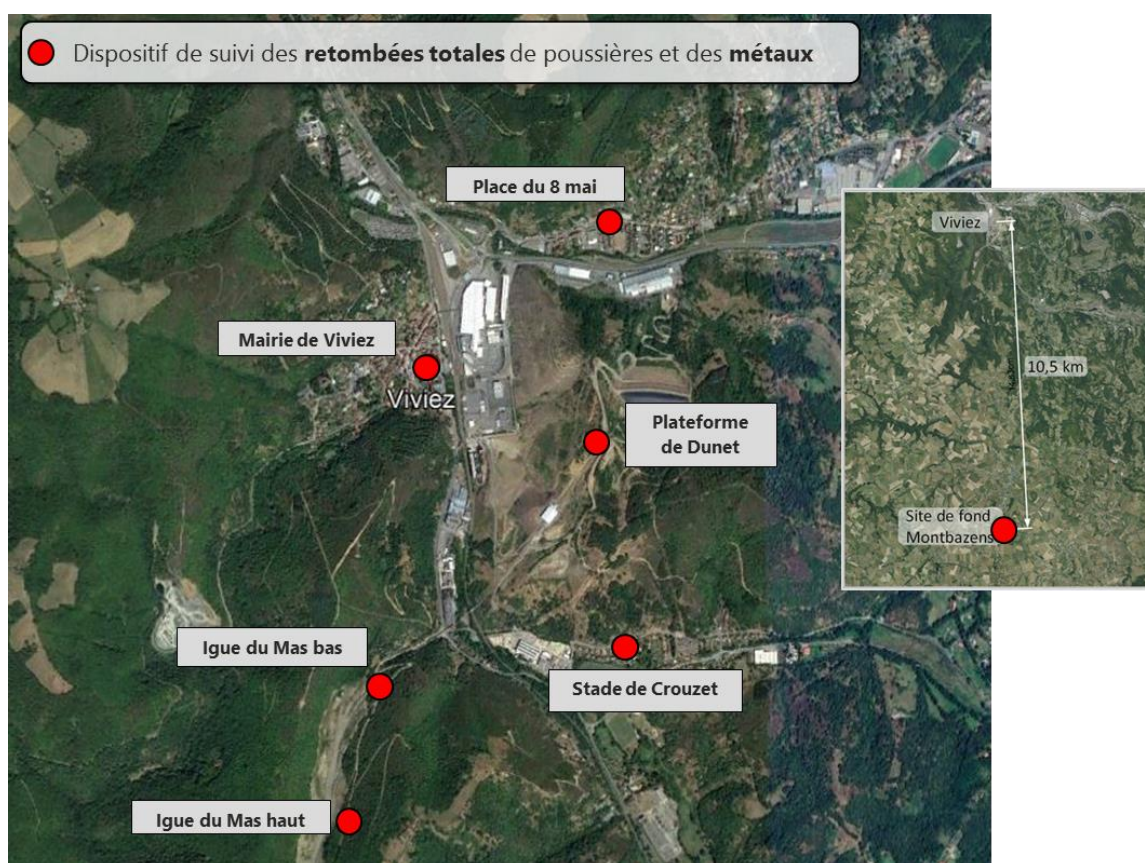 Dispositif de suivi des retombées totales de poussières et des métaux
Place du 8 mai
Viviez
Mairie de Viviez
10,5 km
Viviez
Plateforme
de Dunet
Site de fond
Montbazens
Igue du Mas bas
Stade de Crouzet
Igue du Mas haut